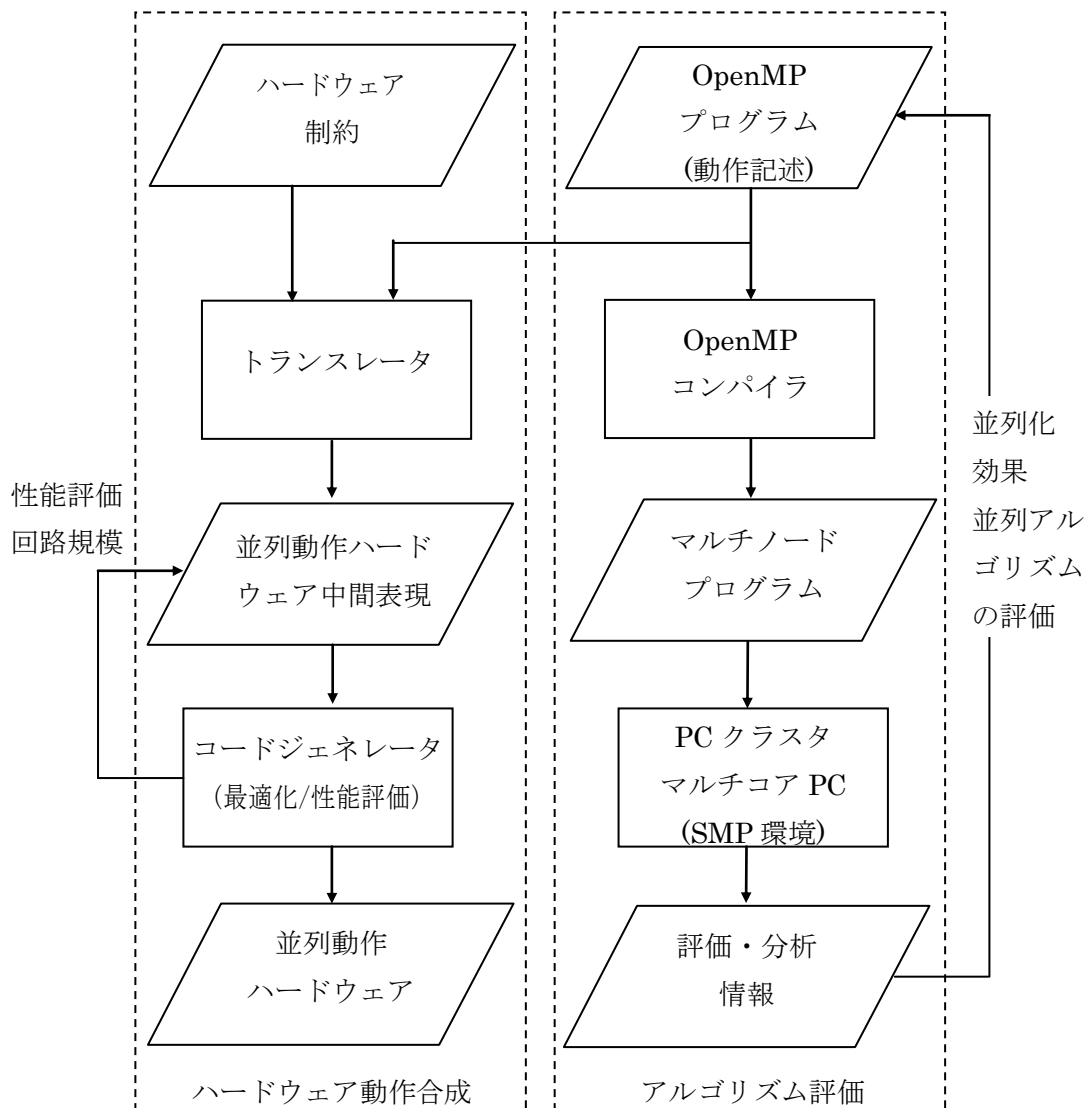 ハードウェア
制約
OpenMP
プログラム
(動作記述)
トランスレータ
OpenMP
コンパイラ
並列化
効果
並列アル
ゴリズム
の評価
性能評価
回路規模
並列動作ハード
ウェア中間表現
マルチノード
プログラム
コードジェネレータ
(最適化/性能評価)
PC クラスタ
マルチコア PC
(SMP 環境)
並列動作
ハードウェア
評価・分析
情報
ハードウェア動作合成
アルゴリズム評価